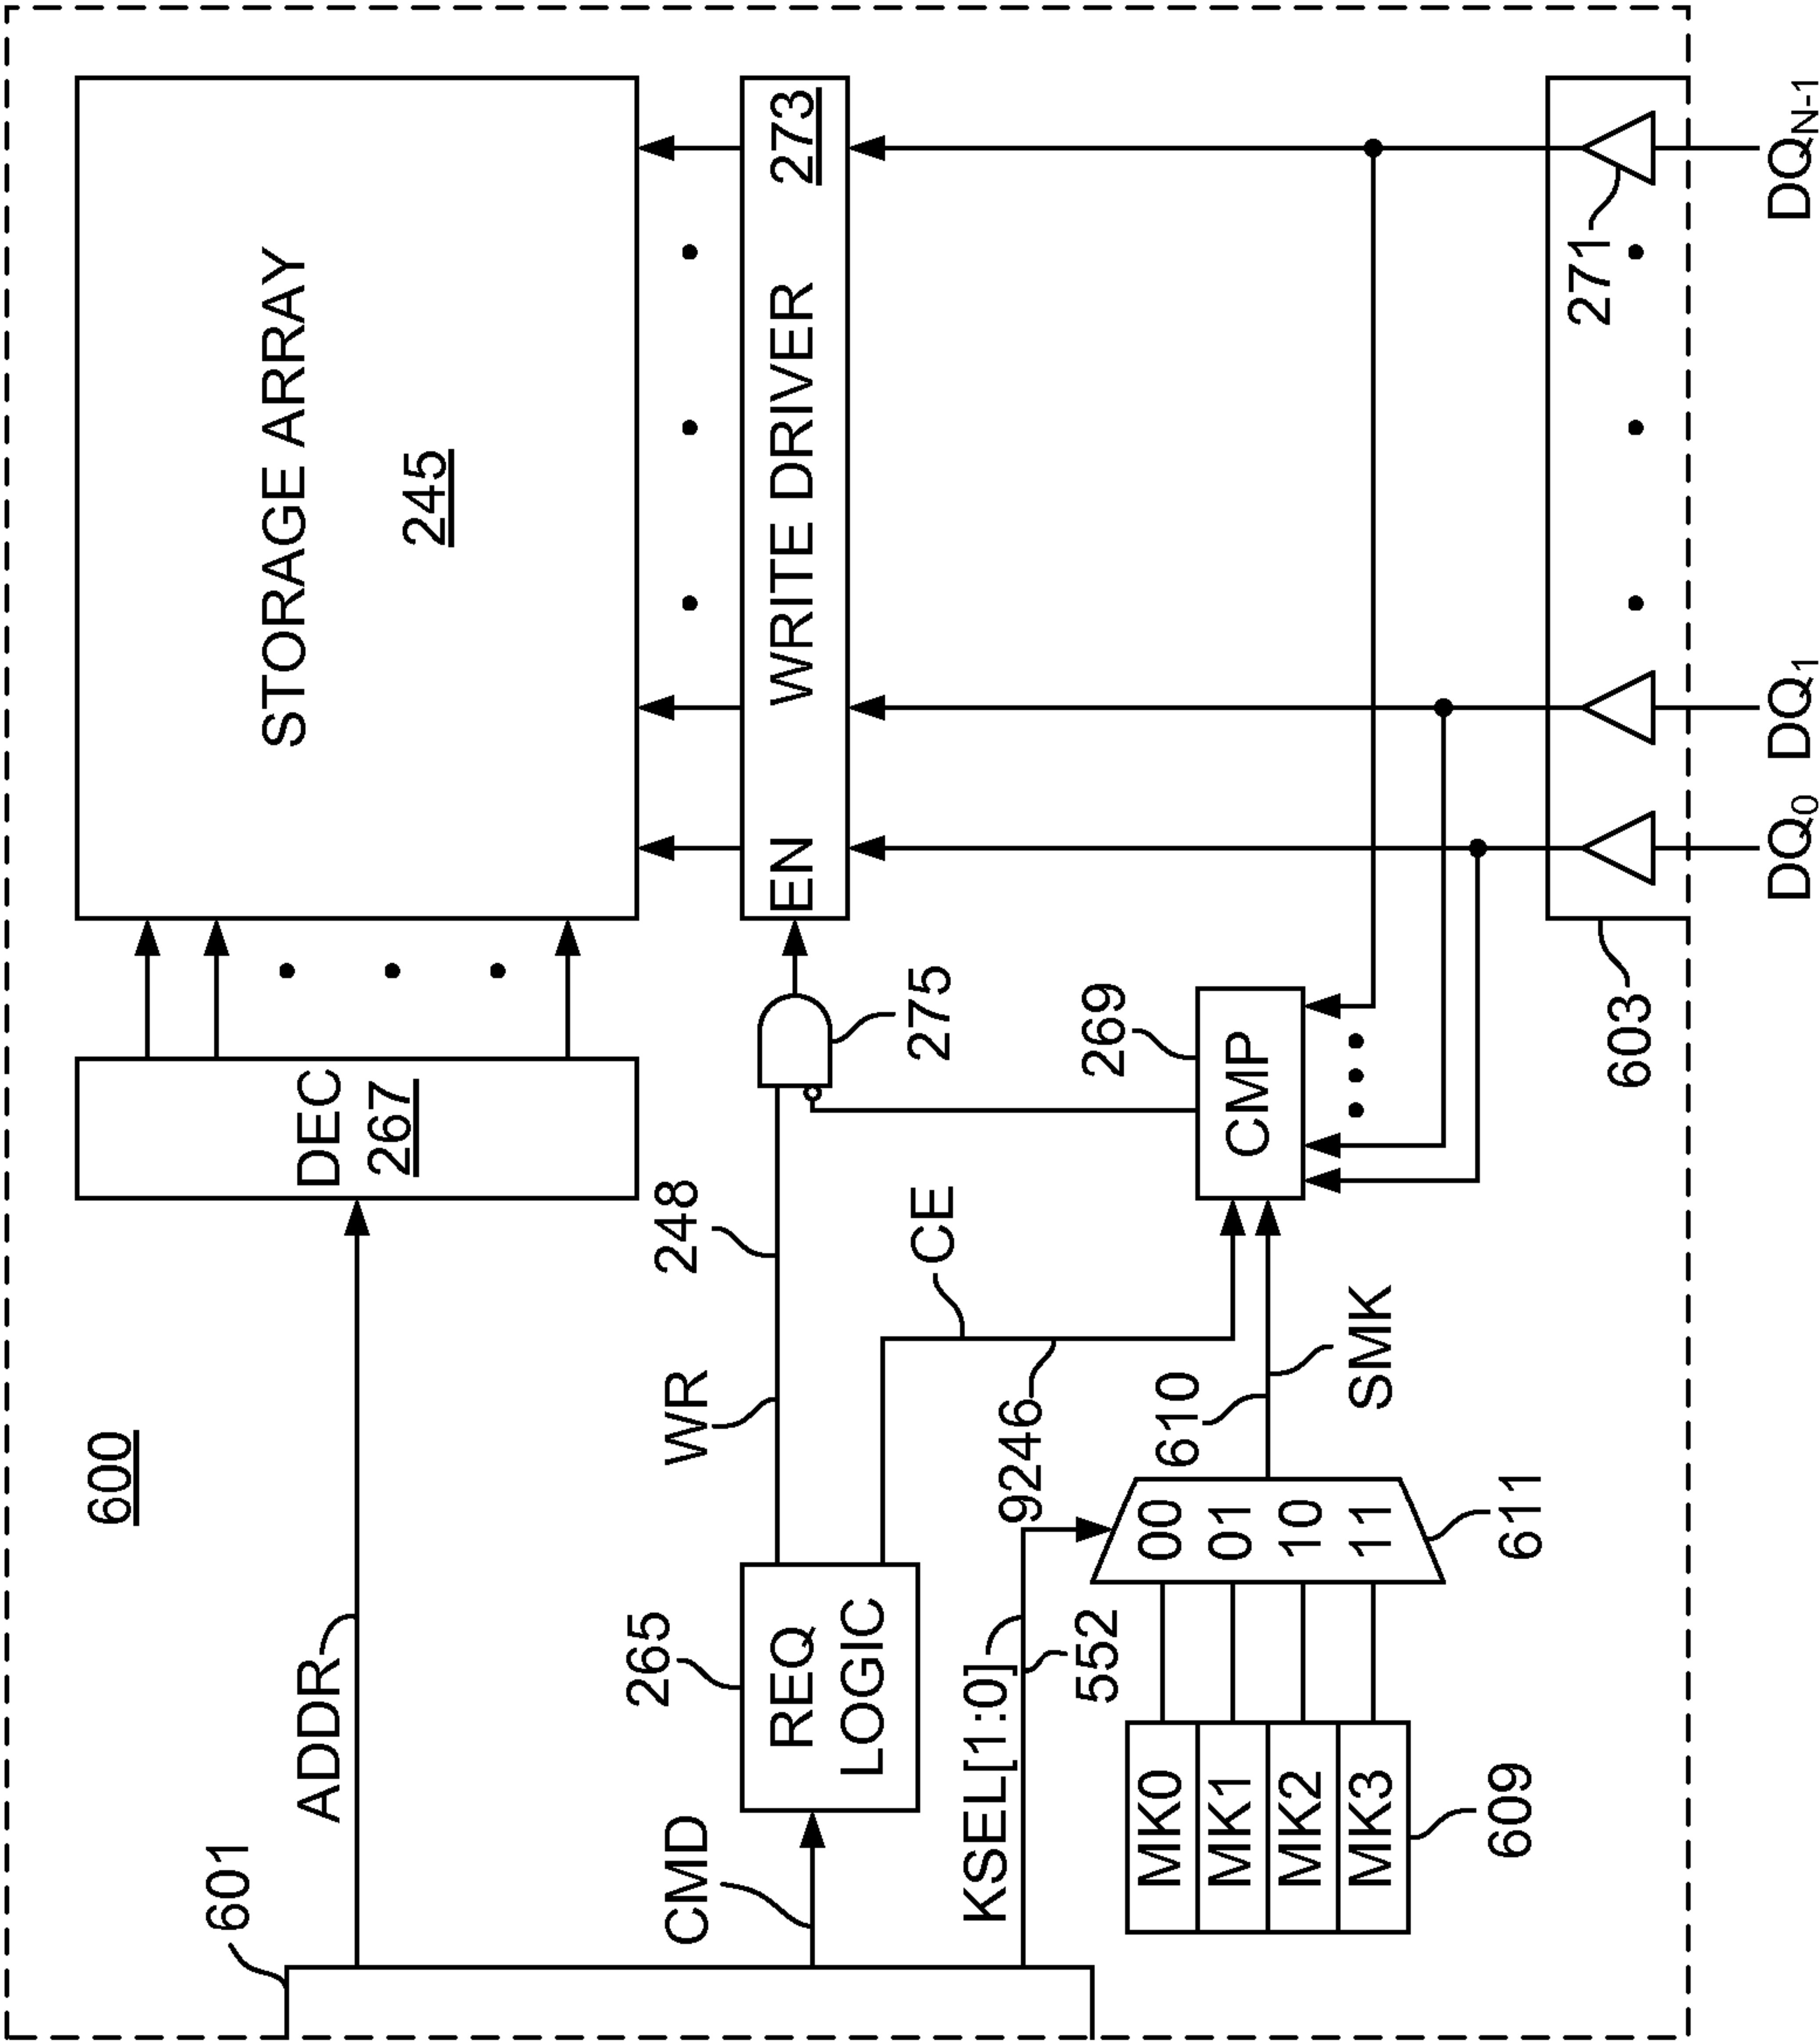 600
601
ADDR
DEC
267
STORAGE ARRAY
245
CMD
265
REQ
LOGIC
WR
248
275
EN
WRITE DRIVER
273
KSEL[1:0]
552
9246
CE
MK0
MK1
MK2
MK3
609
00
01
10
11
611
610
SMK
269
CMP
603
271
DQ0
DQ1
DQN-1